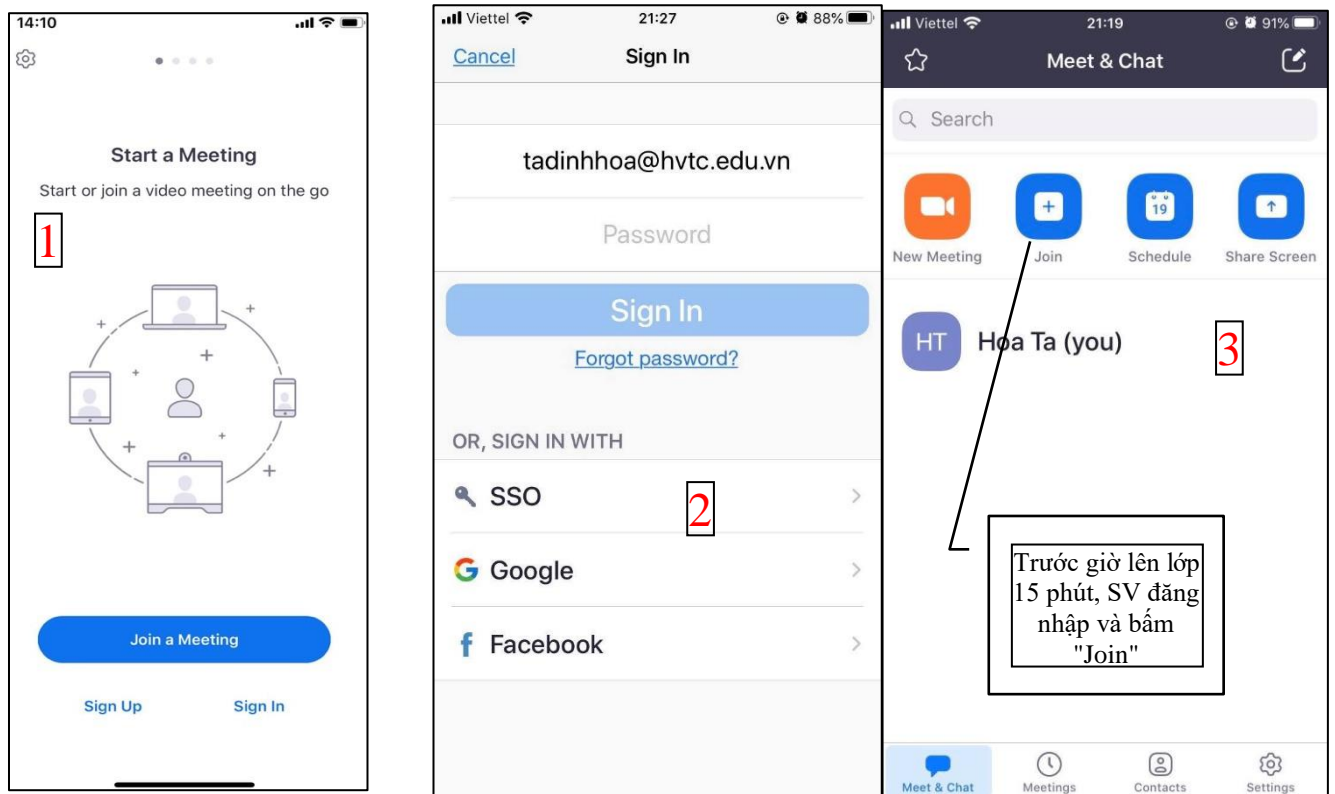 14:10
Start a Meeting
Start or join a video meeting on the go
1
Join a Meeting
Sign Up
Sign In
Viettel
21:27
88%
Cancel
Sign In
tadinhhoa@hvtc.edu.vn
Password
Sign In
Forgot password?
OR, SIGN IN WITH
SSO
2
Google
Facebook
Viettel
21:19
91%
Meet & Chat
Search
19
New Meeting
Join
Schedule
Share Screen
HT
Hoa Ta (you)
3
Trước giờ lên lớp
15 phút, SV đăng
nhập và bấm
"Join"
Meet & Chat
Meetings
Contacts
Settings